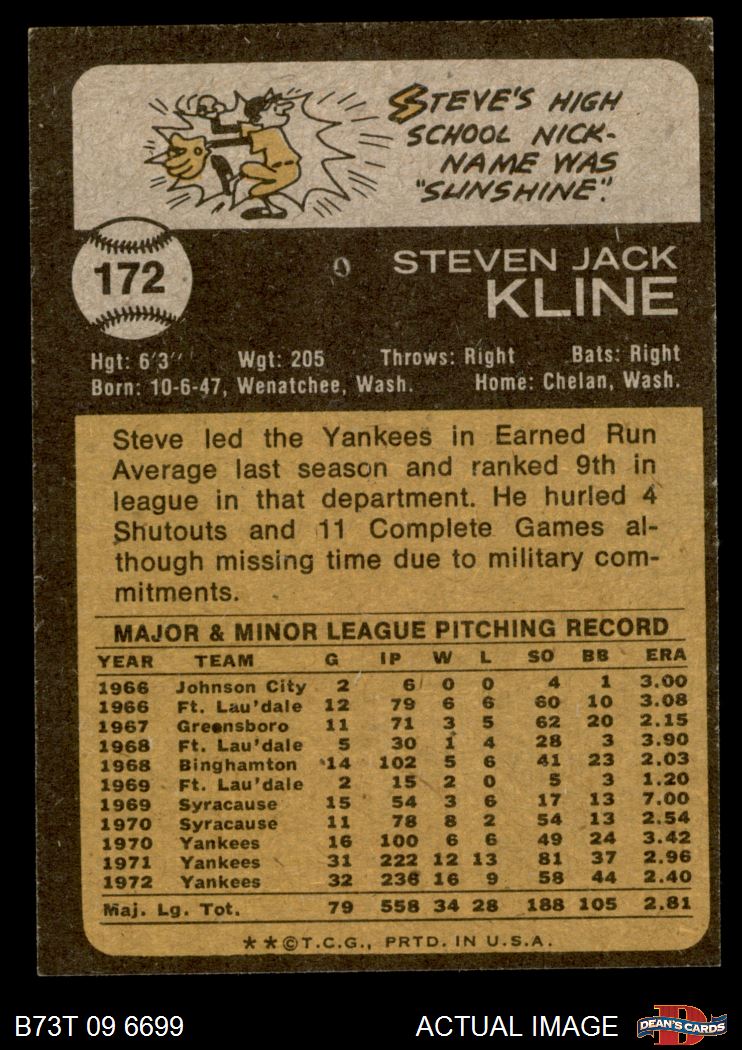 STEVE'S HIGH
SCHOOL NICK-
NAME WAS
"SUNSHINE".
172
STEVEN JACK
KLINE
Hgt: 6'3" Wgt: 205 Throws: Right Bats: Right
Born: 10-6-47, Wenatchee, Wash. Home: Chelan, Wash.
Steve led the Yankees in Earned Run
Average last season and ranked 9th in
league in that department. He hurled 4
Shutouts and 11 Complete Games al-
though missing time due to military com-
mitments.
MAJOR & MINOR LEAGUE PITCHING RECORD
YEAR TEAM G IP W L SO BB ERA
1966 Johnson City 2 6 0 0 4 1 3.00
1966 Ft. Lau'dale 12 79 6 6 60 10 3.08
1967 Greensboro 11 71 3 5 62 20 2.15
1968 Ft. Lau'dale 5 30 1 4 28 3 3.90
1968 Binghamton 14 102 5 6 41 23 2.03
1969 Ft. Lau'dale 2 15 2 0 5 3 1.20
1969 Syracause 15 54 3 6 17 13 7.00
1970 Syracause 11 78 8 2 54 13 2.54
1970 Yankees 16 100 6 6 49 24 3.42
1971 Yankees 31 222 12 13 81 37 2.96
1972 Yankees 32 236 16 9 58 44 2.40
Maj. Lg. Tot. 79 558 34 28 188 105 2.81
★★©T.C.G., PRTD. IN U.S.A.
B73T 09 6699 ACTUAL IMAGE
D
DEAN'S CARDS